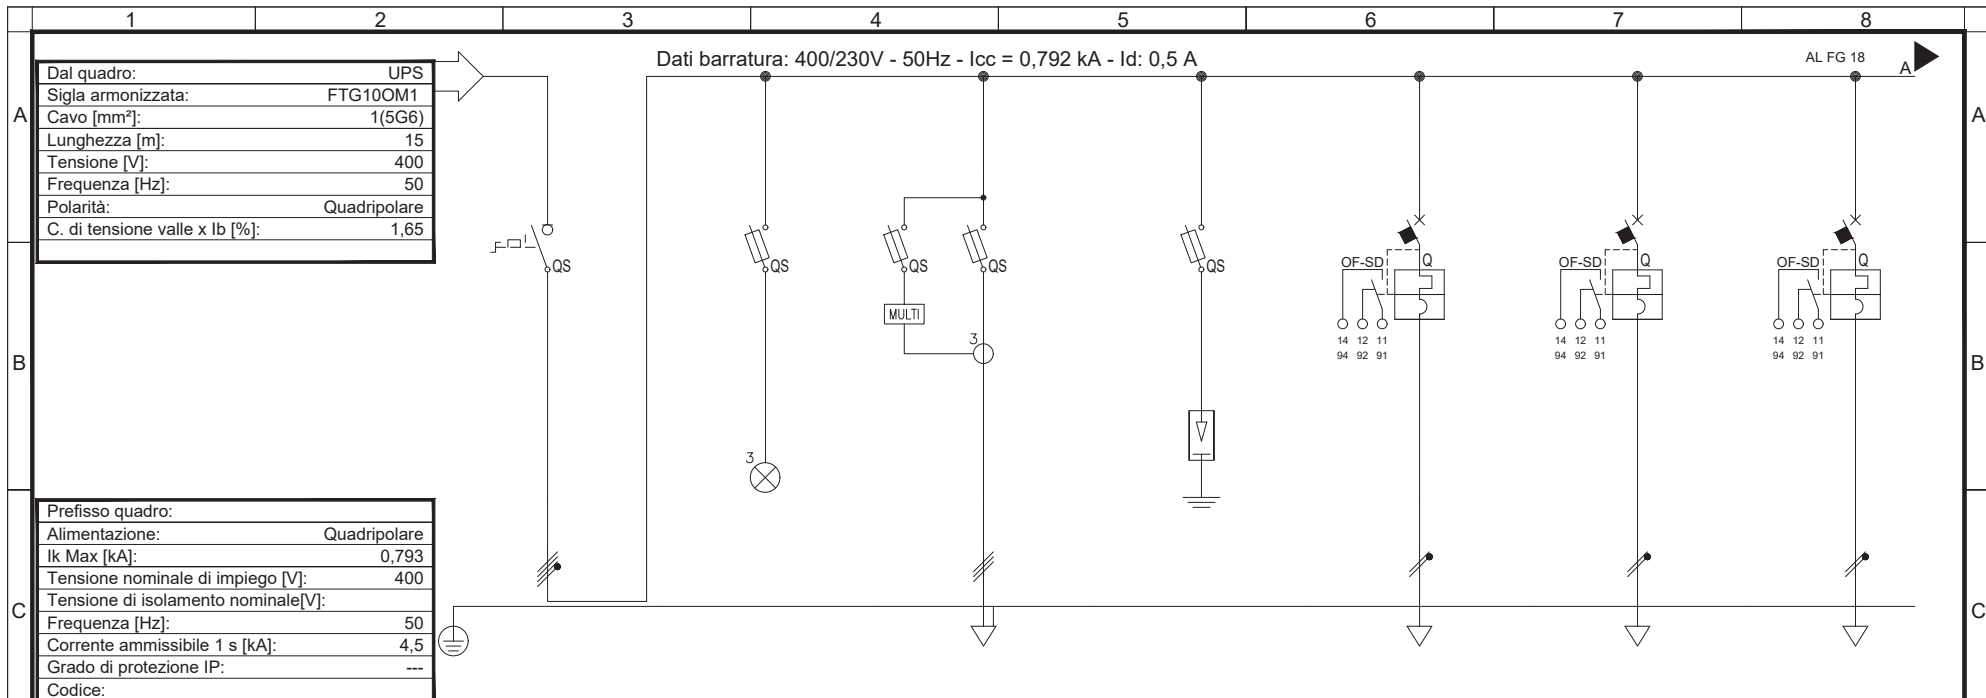 1 2 3 4 5 6 7 8
Dati barratura: 400/230V - 50Hz - Icc = 0,792 kA - Id: 0,5 A
AL FG 18
A
A
A
Dal quadro: UPS
Sigla armonizzata: FTG10OM1
Cavo [mm²]: 1(5G6)
Lunghezza [m]: 15
Tensione [V]: 400
Frequenza [Hz]: 50
Polarità: Quadripolare
C. di tensione valle x Ib [%]: 1,65
QS
QS
QS
QS
QS
OF-SD Q
OF-SD Q
OF-SD Q
MULTI
3
14 12 11
94 92 91
14 12 11
94 92 91
14 12 11
94 92 91
B
B
3
Prefisso quadro:
Alimentazione: Quadripolare
Ik Max [kA]: 0,793
Tensione nominale di impiego [V]: 400
Tensione di isolamento nominale[V]:
Frequenza [Hz]: 50
Corrente ammissibile 1 s [kA]: 4,5
Grado di protezione IP: ---
Codice:
C
C